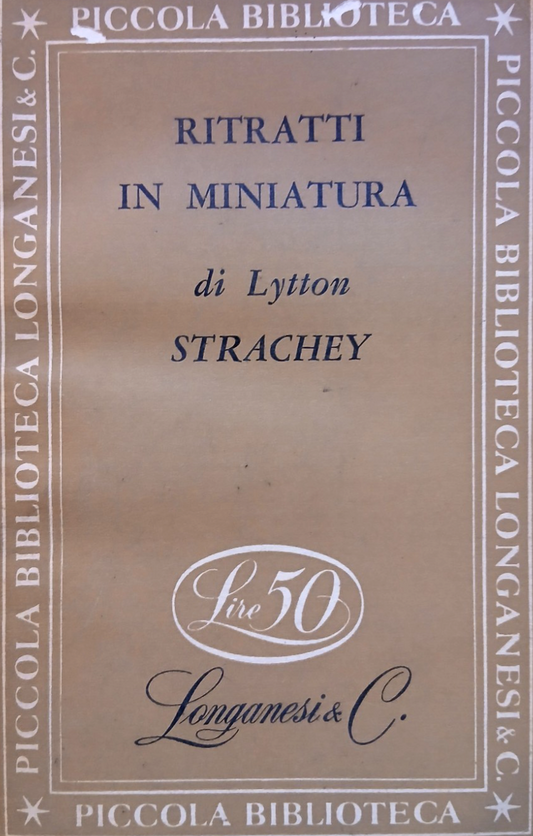 PICCOLA BIBLIOTECA
PICCOLA BIBLIOTECA LONGANESI & C.
PICCOLA BIBLIOTECA LONGANESI & C.
RITRATTI
IN MINIATURA
di Lytton
STRACHEY
Lire 50
Longanesi & C.
PICCOLA BIBLIOTECA